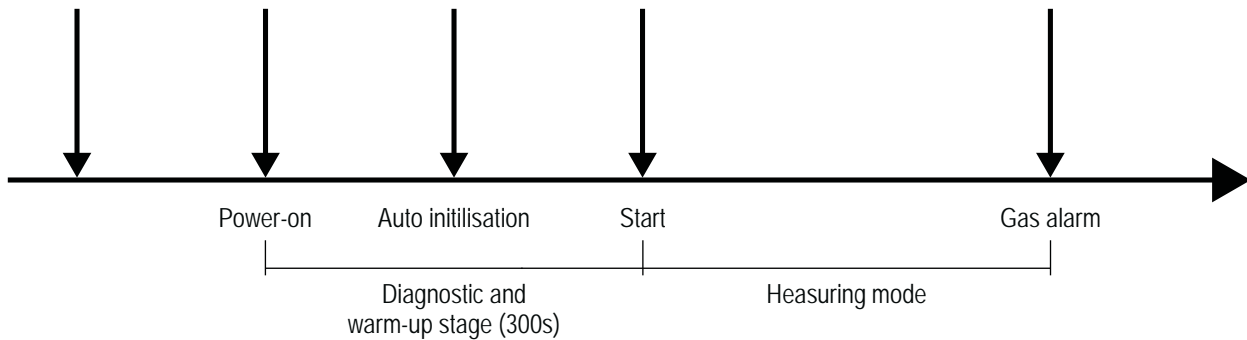 Power-on
Auto initilisation
Start
Gas alarm
Diagnostic and
warm-up stage (300s)
Heasuring mode